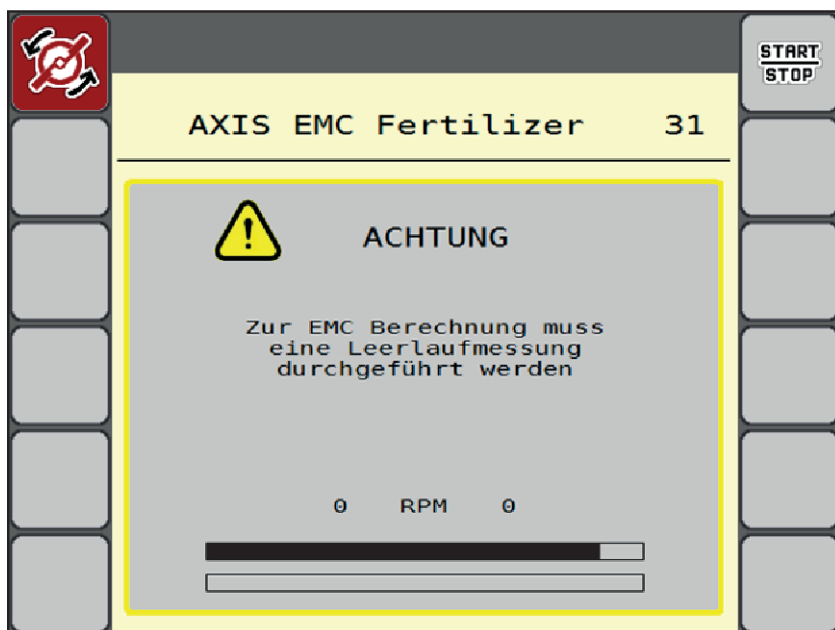 START
STOP
AXIS EMC Fertilizer 31
ACHTUNG
Zur EMC Berechnung muss
eine Leerlaufmessung
durchgeführt werden
0 RPM 0